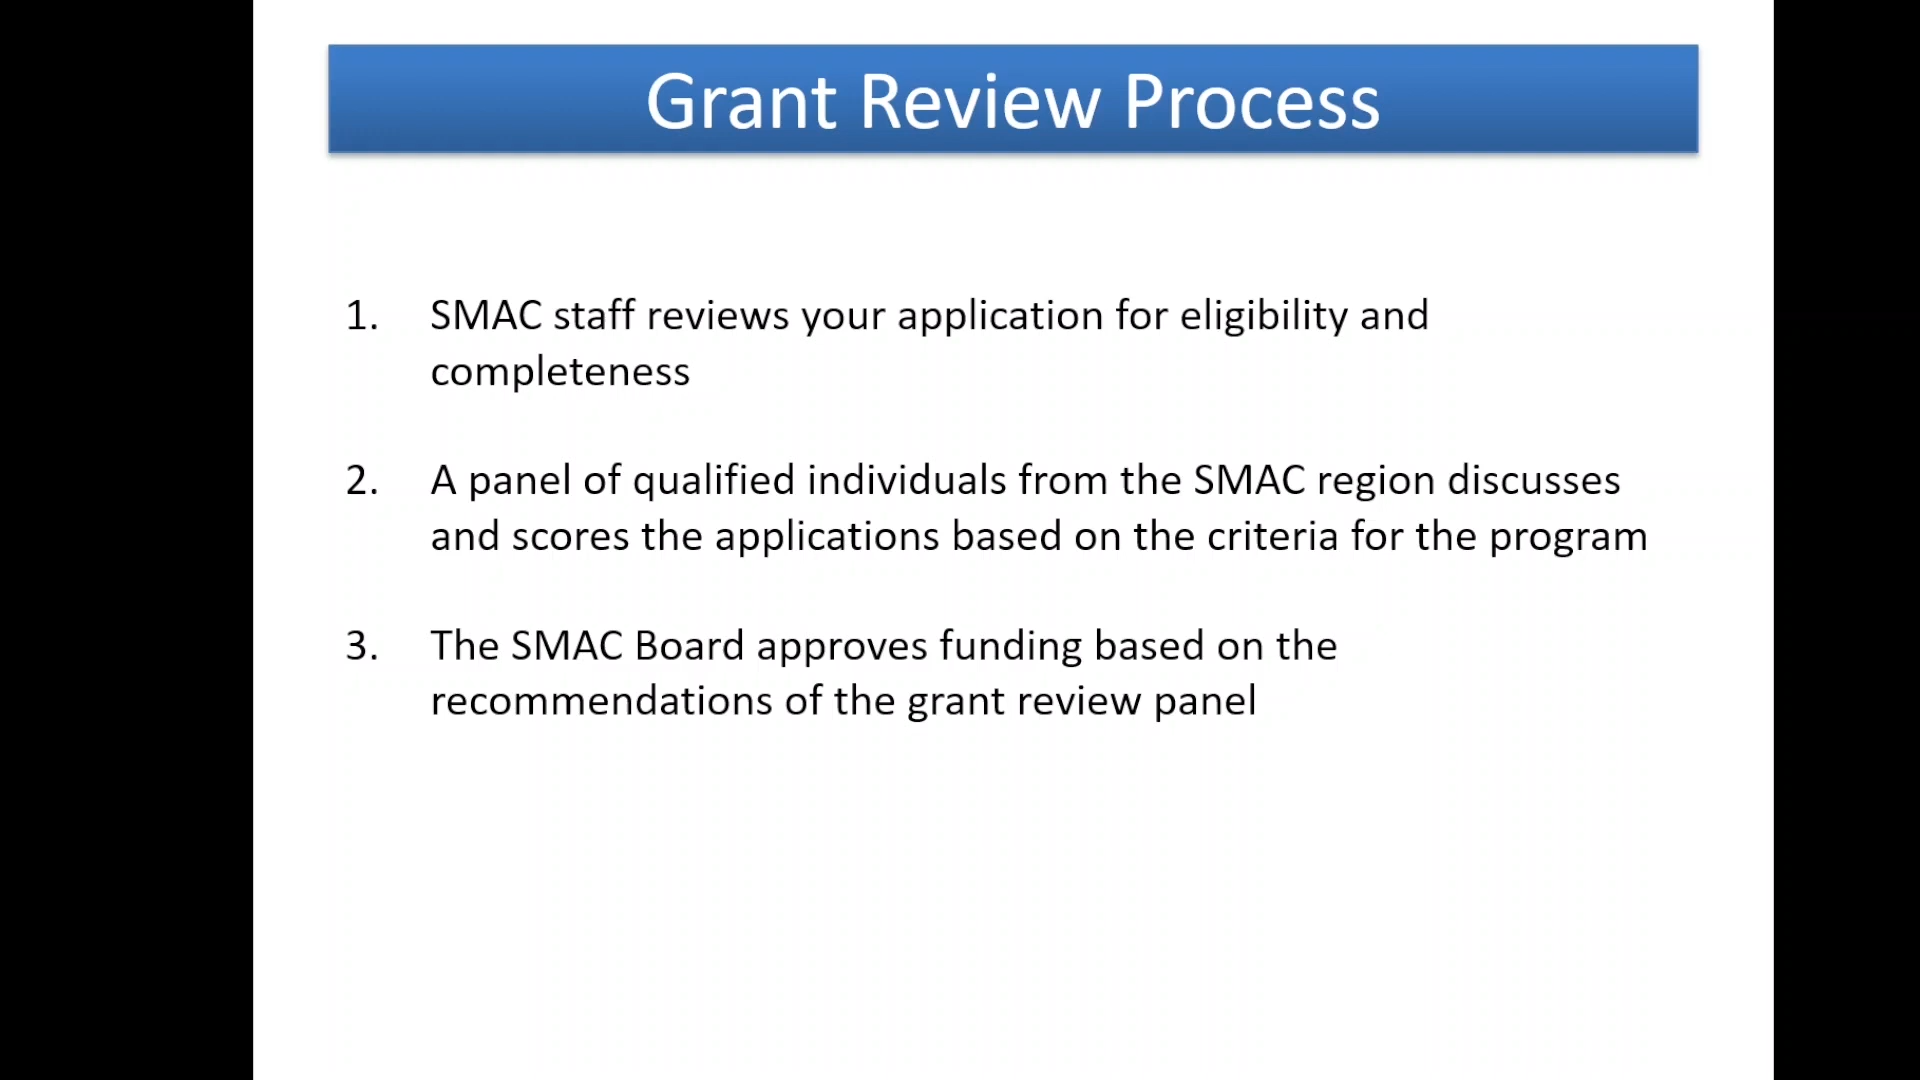 Grant Review Process
1. SMAC staff reviews your application for eligibility and
completeness
2. A panel of qualified individuals from the SMAC region discusses
and scores the applications based on the criteria for the program
3. The SMAC Board approves funding based on the
recommendations of the grant review panel